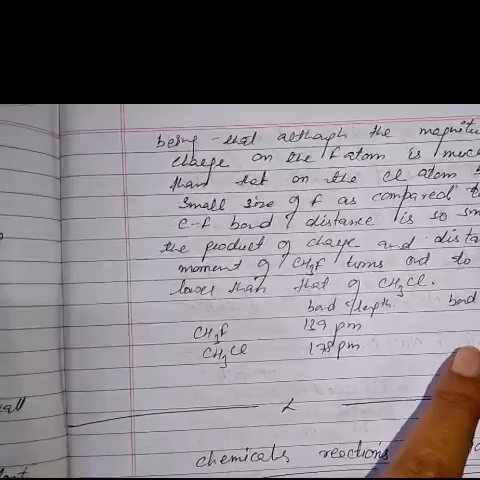 being that although the magnitu
charge on the F atom is much
than that on the Cl atom
small size of F as compared t
C-F bond / distance is so sm
the product of charge and dista
moment of CH3F turns out to
lower than that of CH3Cl.
bond length. bond
CH3F 139 pm
CH3Cl 178 pm
chemicals reactions